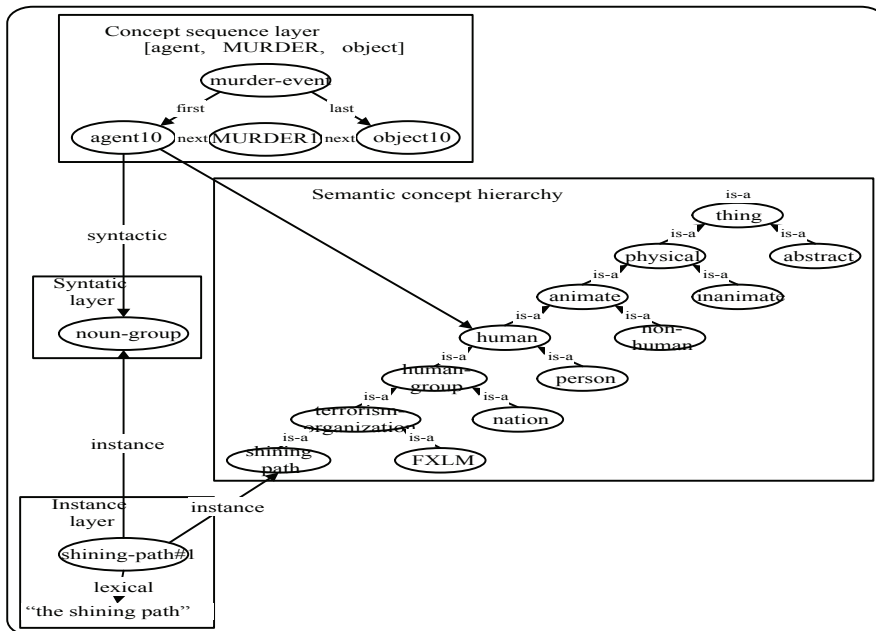 Concept sequence layer
[agent, MURDER, object]
murder-event
first last
agent10 next MURDER1 next object10
Semantic concept hierarchy
is-a
thing
is-a is-a
syntactic
physical abstract
is-a is-a
Syntatic
layer
animate inanimate
is-a is-a
noun-group
human non-
human
is-a is-a
human-
group
person
is-a is-a
terrorism-
organization
nation
is-a is-a
instance
shining
path
FXLM
Instance
layer
instance
shining-path#1
lexical
“the shining path”